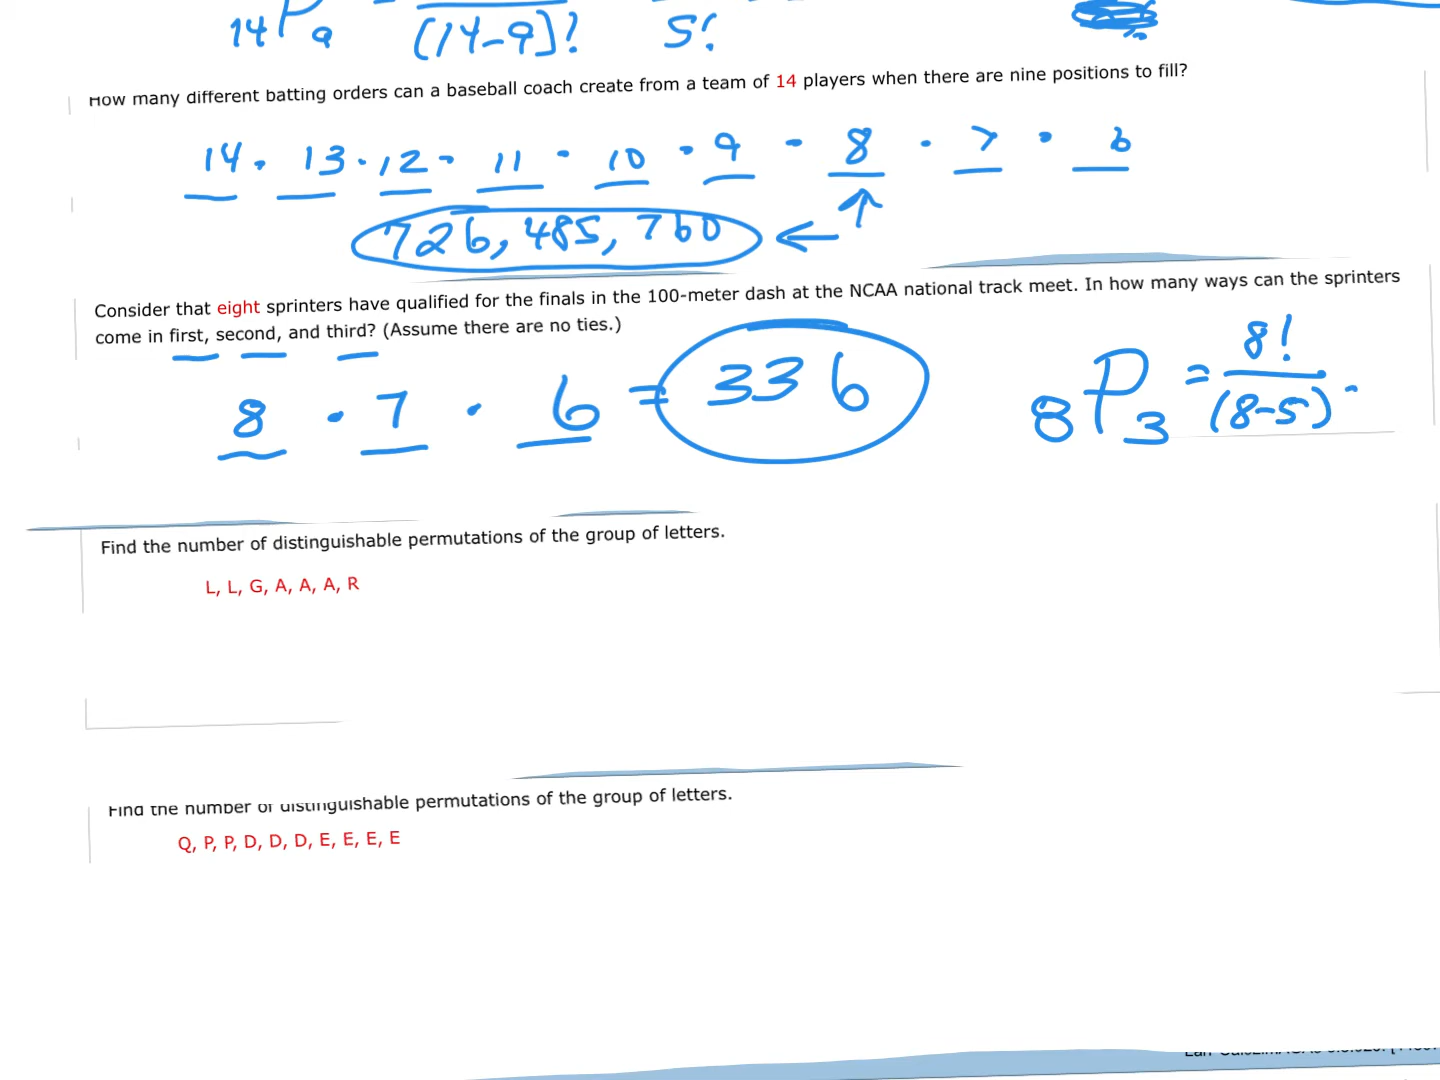 14P9 (14-9)! 5!
How many different batting orders can a baseball coach create from a team of 14 players when there are nine positions to fill?
14 · 13 · 12 · 11 · 10 · 9 · 8 · 7 · 6
726,485,760 ←
Consider that eight sprinters have qualified for the finals in the 100-meter dash at the NCAA national track meet. In how many ways can the sprinters
come in first, second, and third? (Assume there are no ties.)
8 · 7 · 6 = 336
8P3 = 8! / (8-5)
Find the number of distinguishable permutations of the group of letters.
L, L, G, A, A, A, R
Find the number of distinguishable permutations of the group of letters.
Q, P, P, D, D, D, E, E, E, E